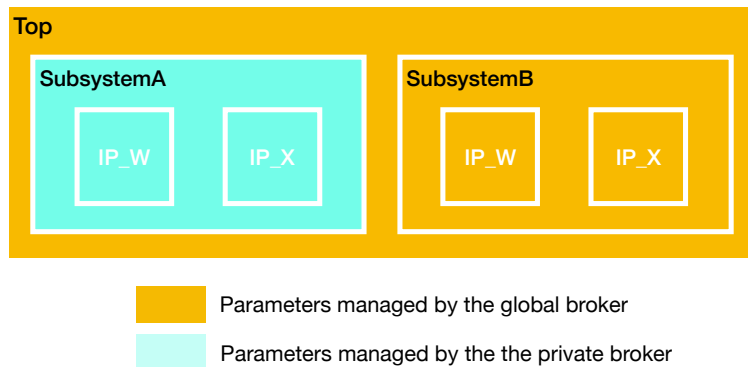 Top
SubsystemA
SubsystemB
IP_W
IP_X
IP_W
IP_X
Parameters managed by the global broker
Parameters managed by the the private broker